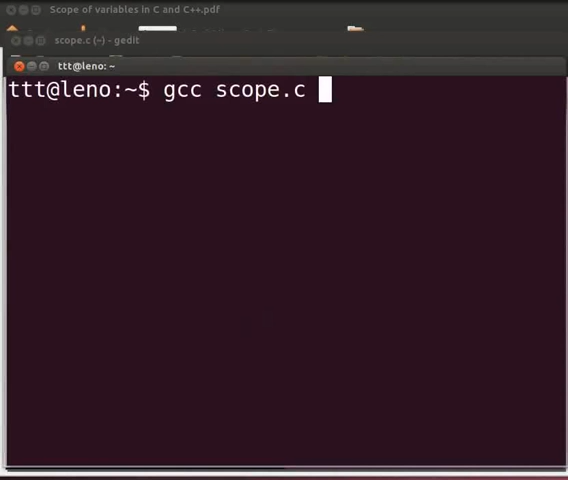 Scope of variables in C and C++.pdf
scope.c (~) - gedit
ttt@leno: ~
ttt@leno:~$ gcc scope.c